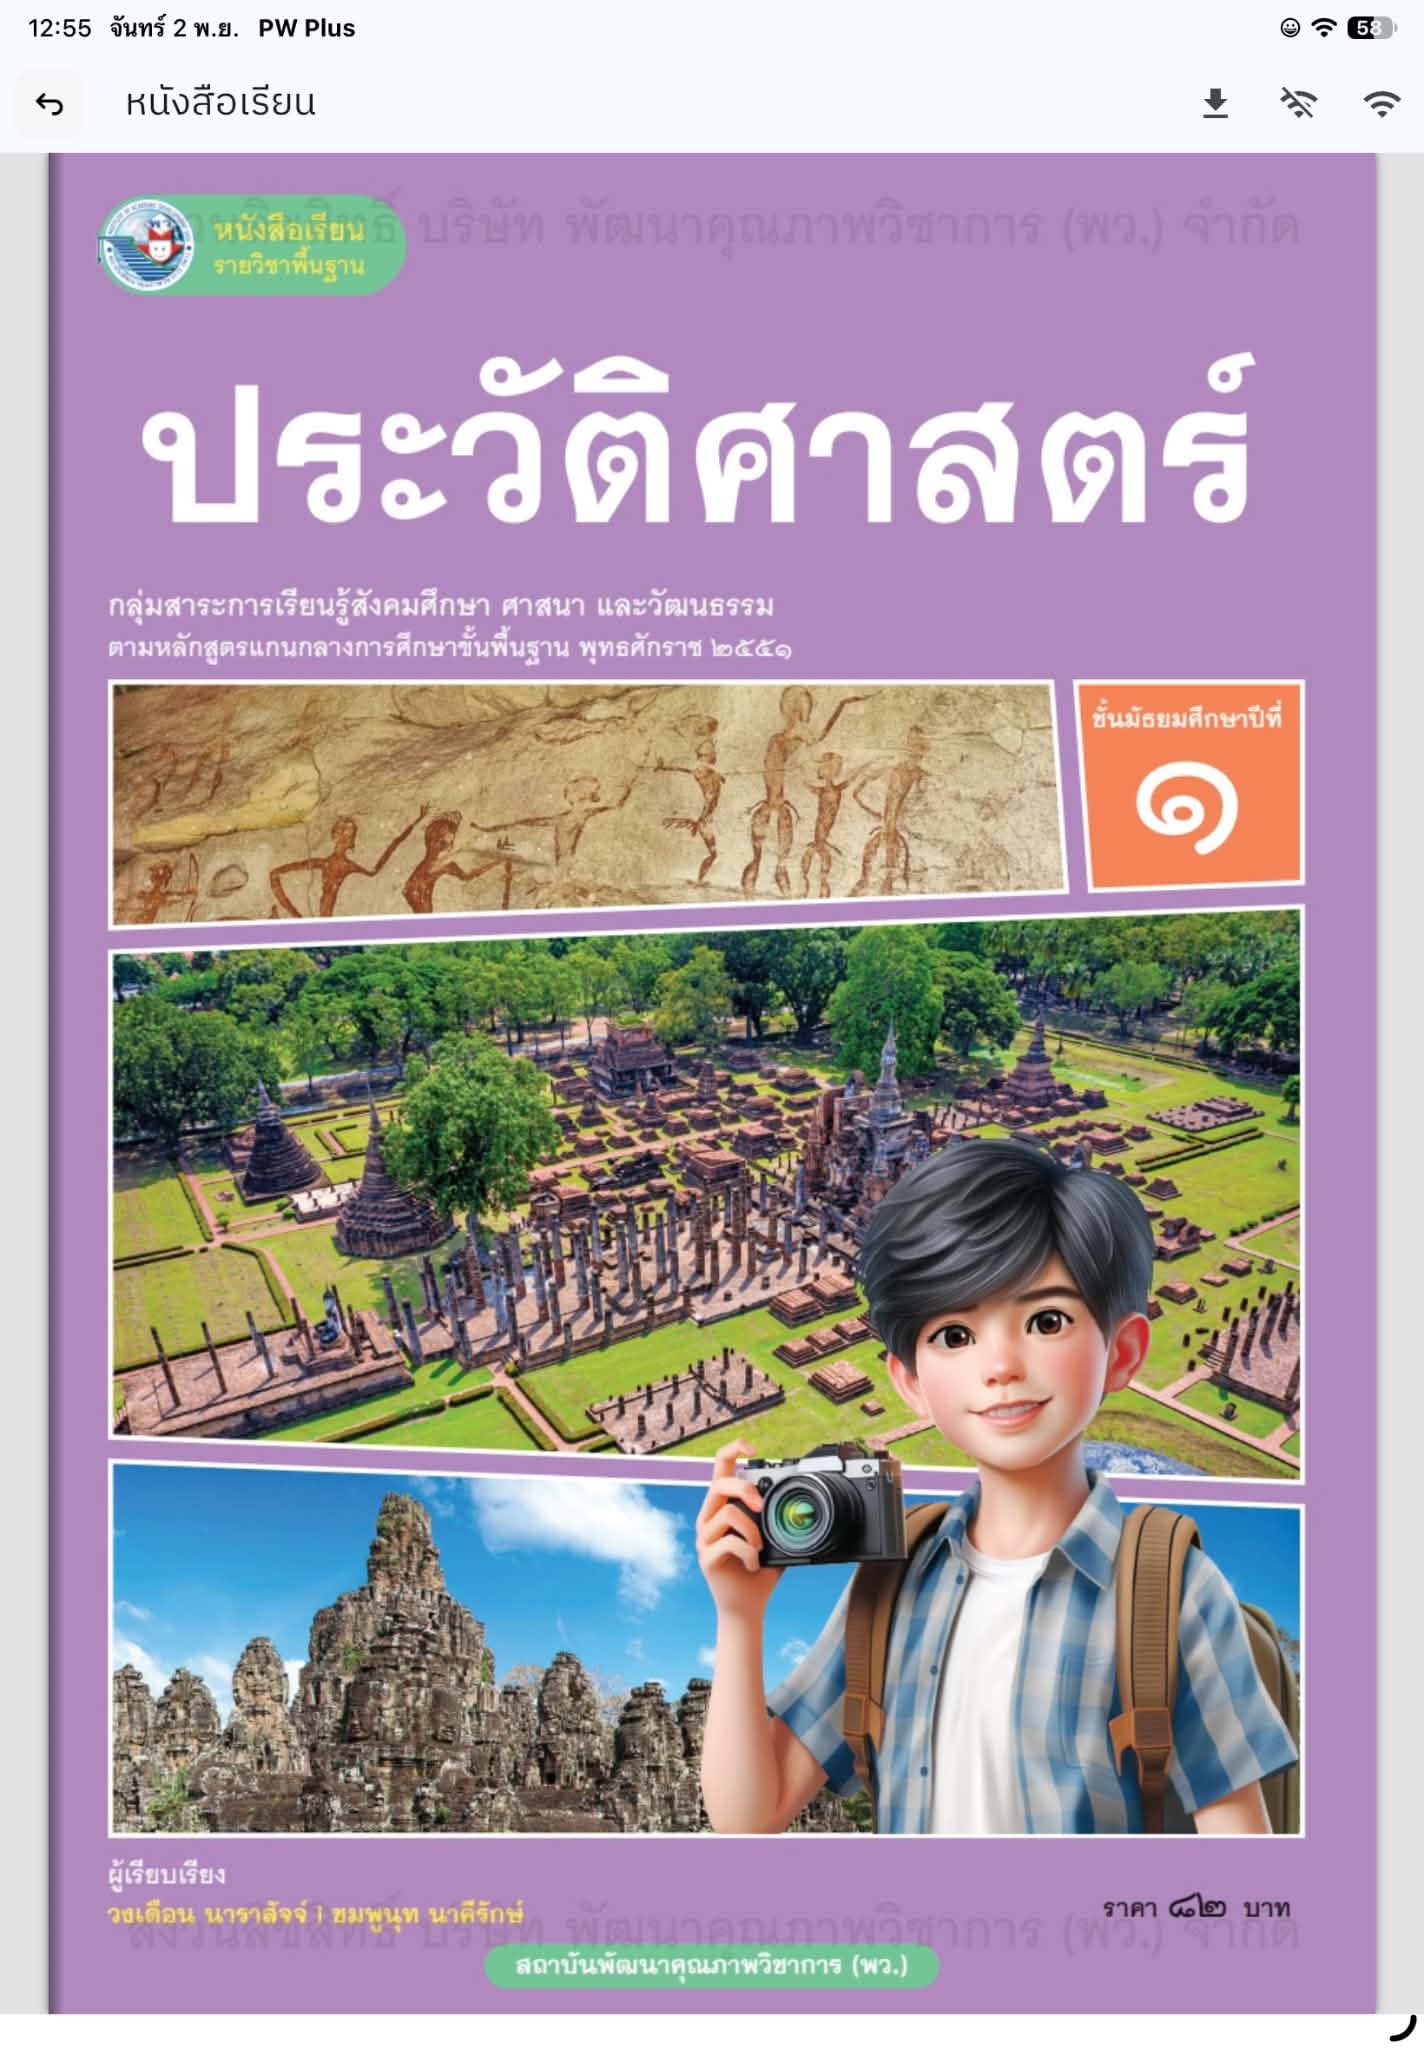 12:55 จันทร์ 2 พ.ย. PW Plus
58
หนังสือเรียน
สงวนลิขสิทธิ์ บริษัท พัฒนาคุณภาพวิชาการ (พว.) จำกัด
หนังสือเรียน
รายวิชาพื้นฐาน
ประวัติศาสตร์
กลุ่มสาระการเรียนรู้สังคมศึกษา ศาสนา และวัฒนธรรม
ตามหลักสูตรแกนกลางการศึกษาขั้นพื้นฐาน พุทธศักราช ๒๕๕๑
ชั้นมัธยมศึกษาปีที่
๑
ผู้เรียบเรียง
วงเดือน นาราสัจจ์ | ชมพูนุท นาคีรักษ์
ราคา ๘๒ บาท
สงวนลิขสิทธิ์ บริษัท พัฒนาคุณภาพวิชาการ (พว.) จำกัด
สถาบันพัฒนาคุณภาพวิชาการ (พว.)